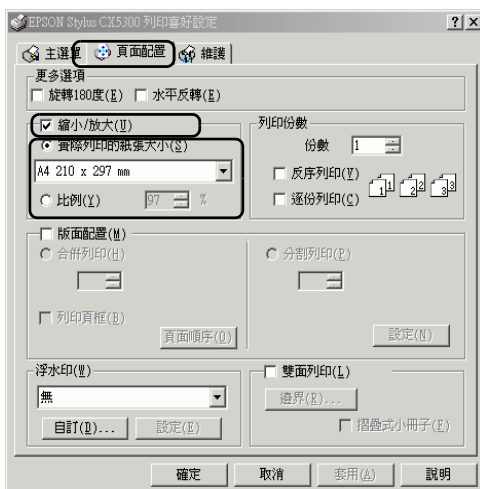 EPSON Stylus CX5300 列印喜好設定
主選單 頁面配置 維護
更多選項
旋轉180度(E) 水平反轉(E)
縮小/放大(U)
實際列印的紙張大小(S)
A4 210 x 297 mm
比例(Y) 97 %
列印份數
份數 1
反序列印(V)
逐份列印(C)
1 1 2 2 3 3
版面配置(M)
合併列印(H)
列印頁框(B)
頁面順序(O)
分割列印(P)
設定(N)
浮水印(W)
無
自訂(D)... 設定(E)
雙面列印(L)
邊界(R)...
摺疊式小冊子(F)
確定 取消 套用(A) 說明